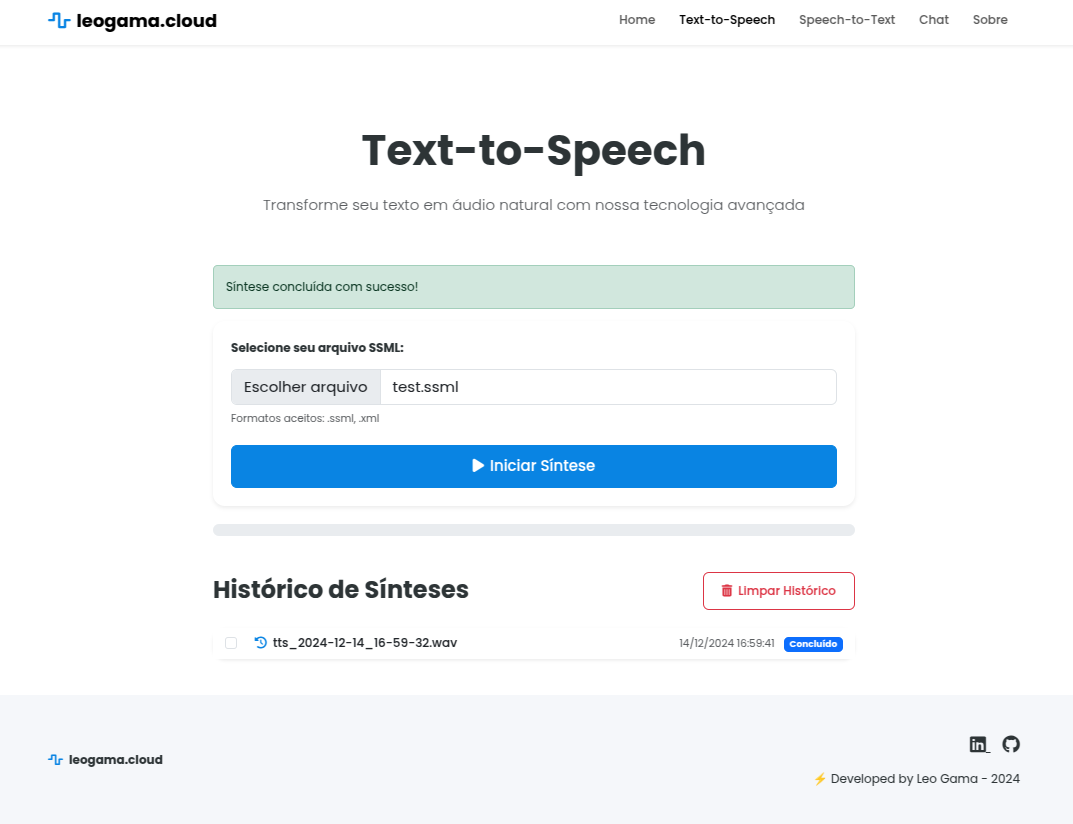 leogama.cloud Home Text-to-Speech Speech-to-Text Chat Sobre
Text-to-Speech
Transforme seu texto em áudio natural com nossa tecnologia avançada
Síntese concluída com sucesso!
Selecione seu arquivo SSML:
Escolher arquivo test.ssml
Formatos aceitos: .ssml, .xml
Iniciar Síntese
Histórico de Sínteses Limpar Histórico
tts_2024-12-14_16-59-32.wav 14/12/2024 16:59:41 Concluído
leogama.cloud
⚡ Developed by Leo Gama - 2024